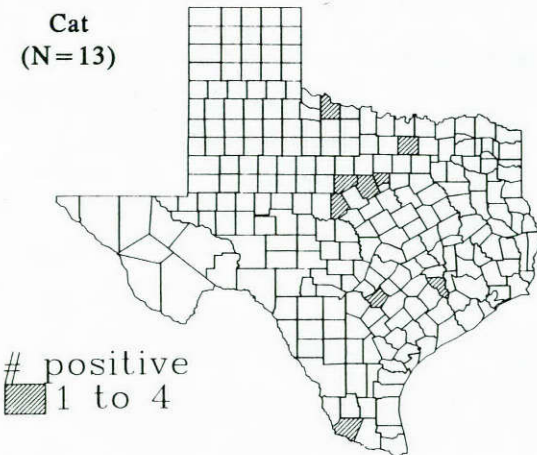 Cat
(N=13)
# positive
1 to 4